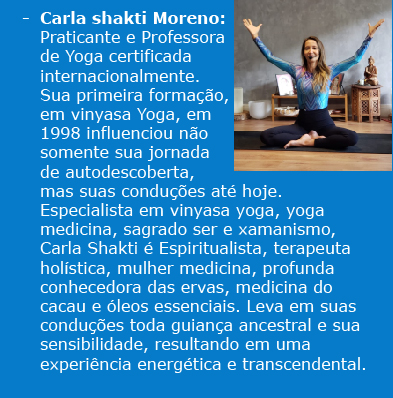 - Carla shakti Moreno:
Praticante e Professora
de Yoga certificada
internacionalmente.
Sua primeira formação,
em vinyasa Yoga, em
1998 influenciou não
somente sua jornada
de autodescoberta,
mas suas conduções até hoje.
Especialista em vinyasa yoga, yoga
medicina, sagrado ser e xamanismo,
Carla Shakti é Espiritualista, terapeuta
holística, mulher medicina, profunda
conhecedora das ervas, medicina do
cacau e óleos essenciais. Leva em suas
conduções toda guiança ancestral e sua
sensibilidade, resultando em uma
experiência energética e transcendental.